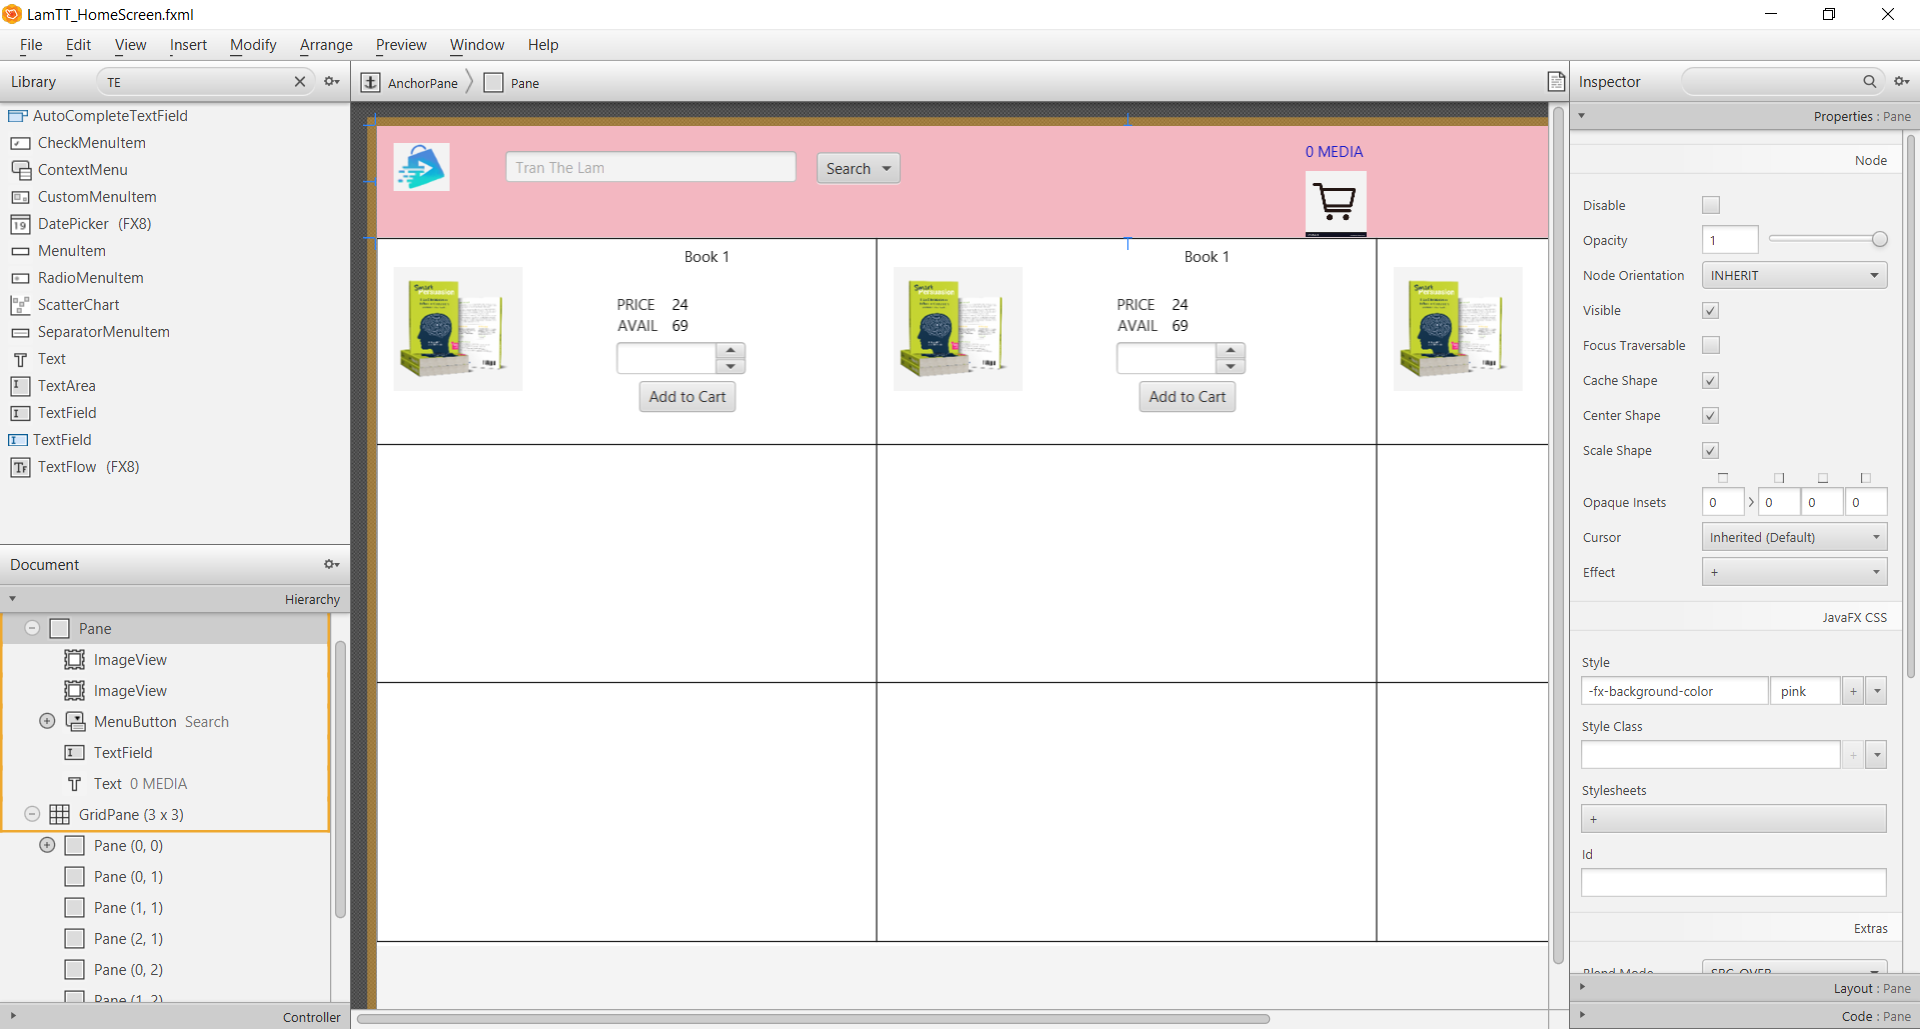 LamTT_HomeScreen.fxml
File Edit View Insert Modify Arrange Preview Window Help
Library TE
AnchorPane Pane
Inspector
AutoCompleteTextField
CheckMenuItem
ContextMenu
CustomMenuItem
DatePicker (FX8)
MenuItem
RadioMenuItem
ScatterChart
SeparatorMenuItem
Text
TextArea
TextField
TextField
TextFlow (FX8)
Document
Hierarchy
Pane
ImageView
ImageView
MenuButton Search
TextField
Text 0 MEDIA
GridPane (3 x 3)
Pane (0, 0)
Pane (0, 1)
Pane (1, 1)
Pane (2, 1)
Pane (0, 2)
Pane (1, 2)
Controller
Tran The Lam
Search
0 MEDIA
Book 1
PRICE 24
AVAIL 69
Add to Cart
Book 1
PRICE 24
AVAIL 69
Add to Cart
Properties : Pane
Node
Disable
Opacity 1
Node Orientation INHERIT
Visible
Focus Traversable
Cache Shape
Center Shape
Scale Shape
Opaque Insets 0 0 0 0
Cursor Inherited (Default)
Effect +
JavaFX CSS
Style
-fx-background-color pink +
Style Class
+
Stylesheets
+
Id
Extras
Blend Mode SRC_OVER
Layout : Pane
Code : Pane